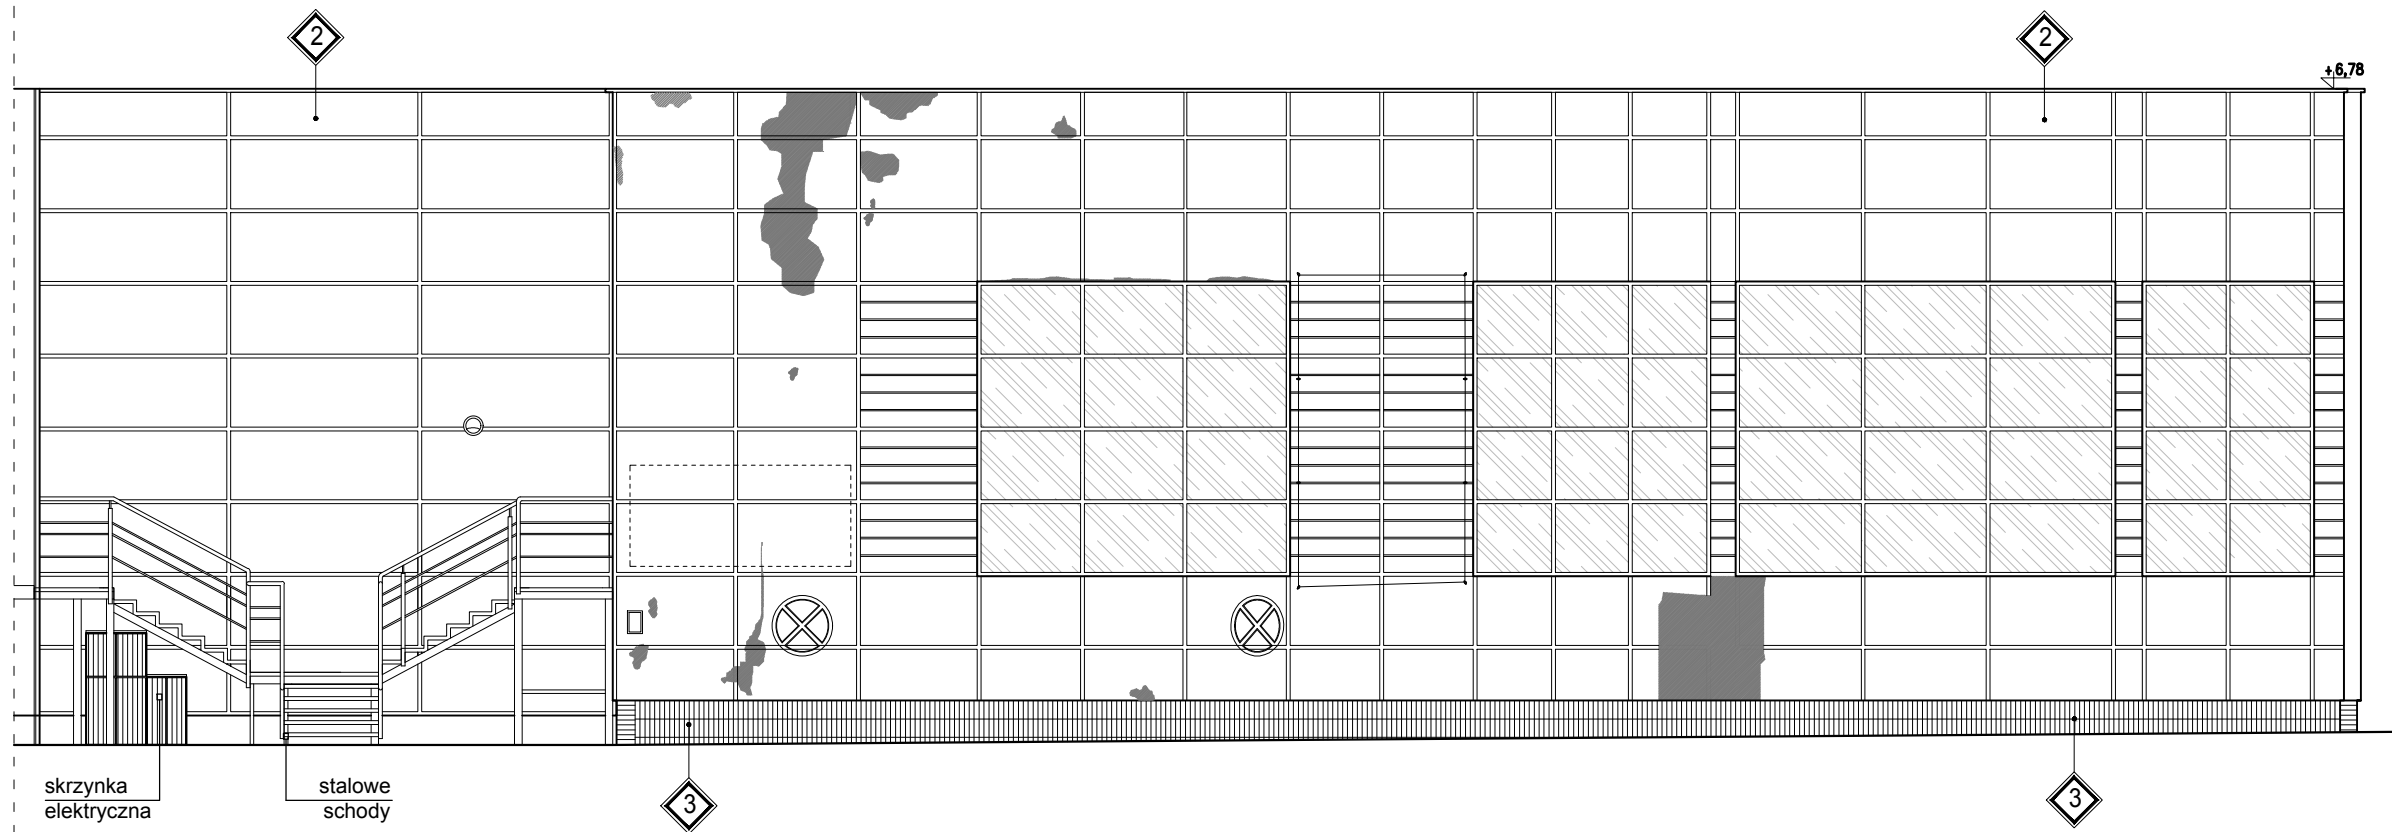 2
2
+6,78
skrzynka
elektryczna
stalowe
schody
3
3